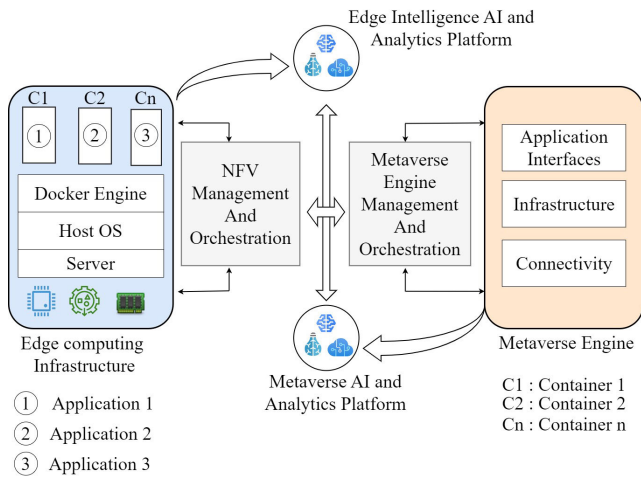 Edge Intelligence AI and
Analytics Platform
C1 C2 Cn
1 2 3
Docker Engine
Host OS
Server
Edge computing
Infrastructure
NFV
Management
And
Orchestration
Metaverse
Engine
Management
And
Orchestration
Application
Interfaces
Infrastructure
Connectivity
Metaverse Engine
Metaverse AI and
Analytics Platform
1 Application 1
2 Application 2
3 Application 3
C1 : Container 1
C2 : Container 2
Cn : Container n